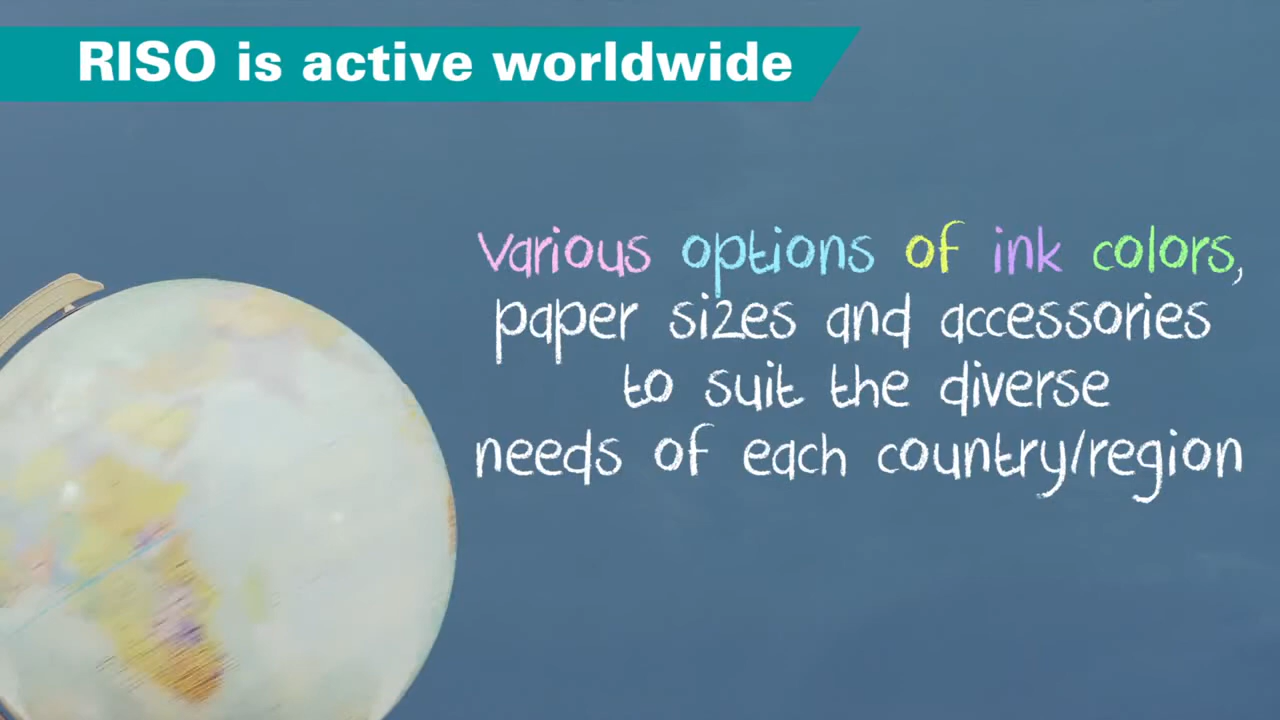 RISO is active worldwide
Various options of ink colors,
paper sizes and accessories
to suit the diverse
needs of each country/region